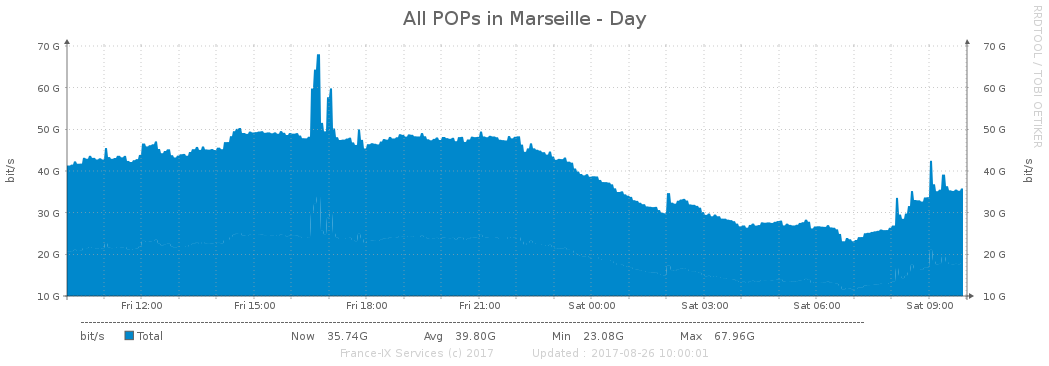 All POPs in Marseille - Day
RRDTOOL / TOBI OETIKER
70 G 70 G
60 G 60 G
50 G 50 G
40 G 40 G
30 G 30 G
20 G 20 G
10 G 10 G
bit/s
bit/s
Fri 12:00 Fri 15:00 Fri 18:00 Fri 21:00 Sat 00:00 Sat 03:00 Sat 06:00 Sat 09:00
bit/s Total Now 35.74G Avg 39.80G Min 23.08G Max 67.96G
France-IX Services (c) 2017 Updated : 2017-08-26 10:00:01